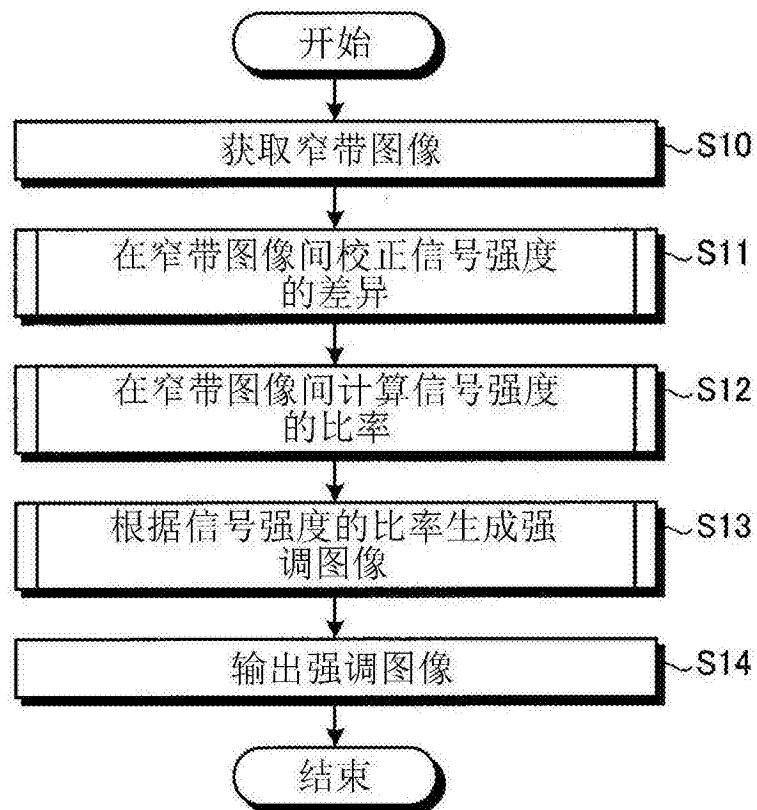 开始
获取窄带图像
S10
在窄带图像间校正信号强度
的差异
S11
在窄带图像间计算信号强度
的比率
S12
根据信号强度的比率生成强
调图像
S13
输出强调图像
S14
结束